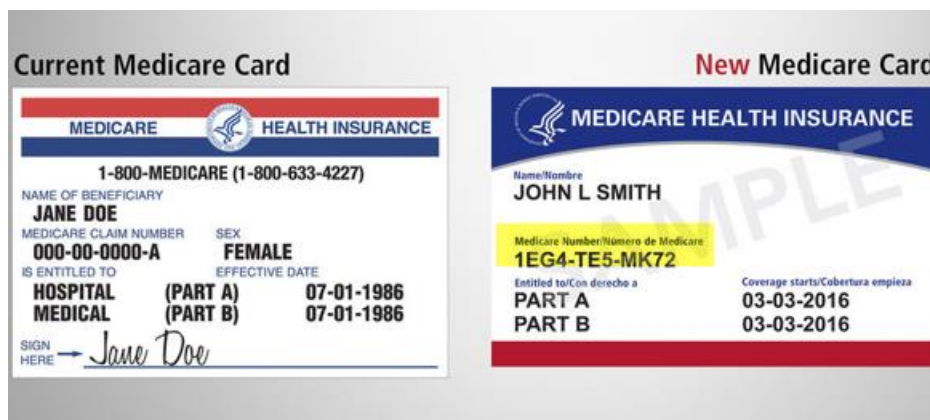 Current Medicare Card
MEDICARE HEALTH INSURANCE
1-800-MEDICARE (1-800-633-4227)
NAME OF BENEFICIARY
JANE DOE
MEDICARE CLAIM NUMBER SEX
000-00-0000-A FEMALE
IS ENTITLED TO EFFECTIVE DATE
HOSPITAL (PART A) 07-01-1986
MEDICAL (PART B) 07-01-1986
SIGN
HERE Jane Doe
New Medicare Card
MEDICARE HEALTH INSURANCE
Name/Nombre
JOHN L SMITH
SAMPLE
Medicare Number/Número de Medicare
1EG4-TE5-MK72
Entitled to/Con derecho a Coverage starts/Cobertura empieza
PART A 03-03-2016
PART B 03-03-2016